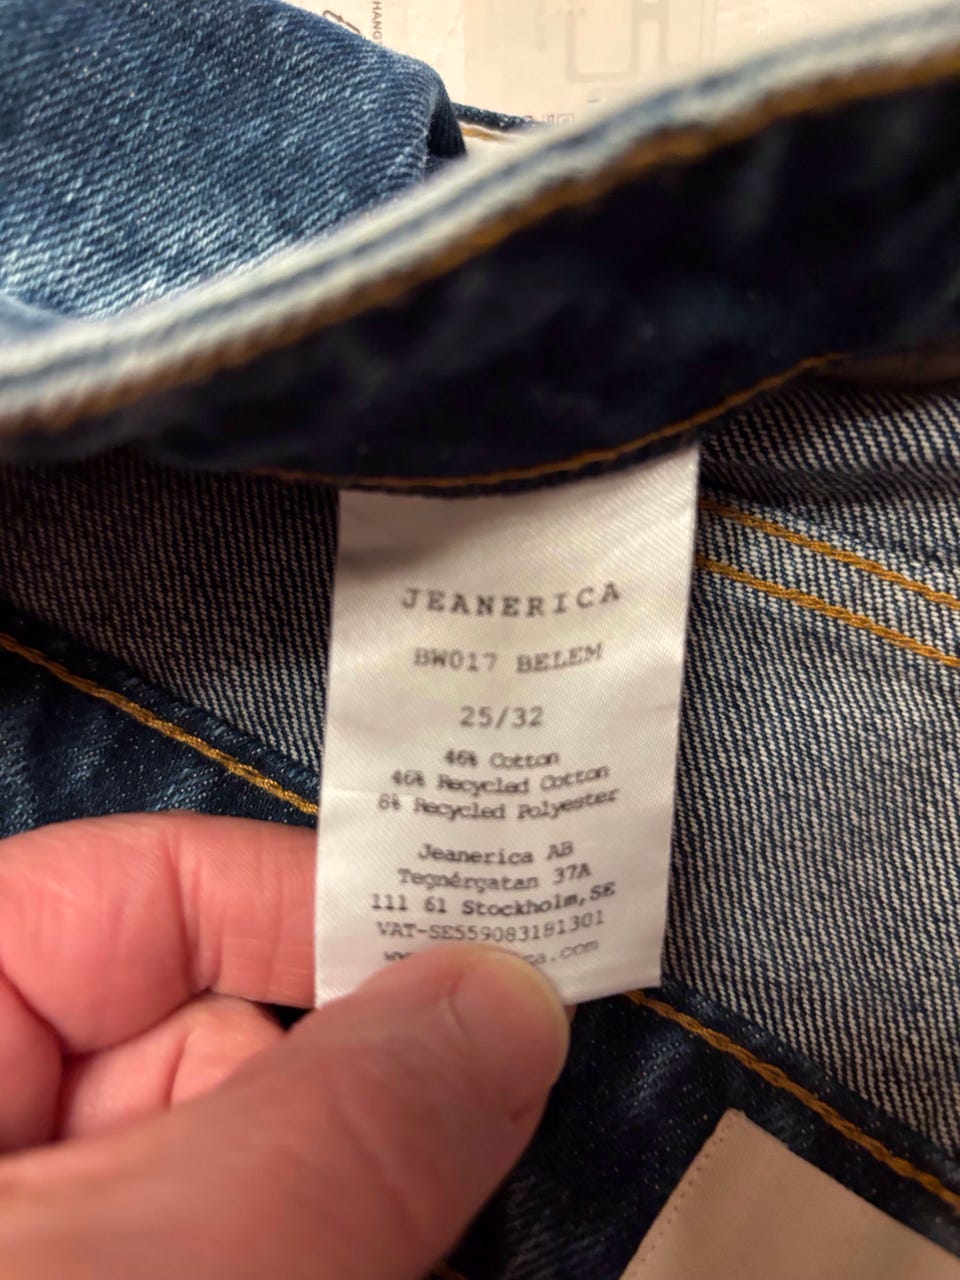 HANG
JEANERICA
BW017 BELEM
25/32
46% Cotton
46% Recycled Cotton
8% Recycled Polyester
Jeanerica AB
Tegnérgatan 37A
111 61 Stockholm,SE
VAT-SE559083181301